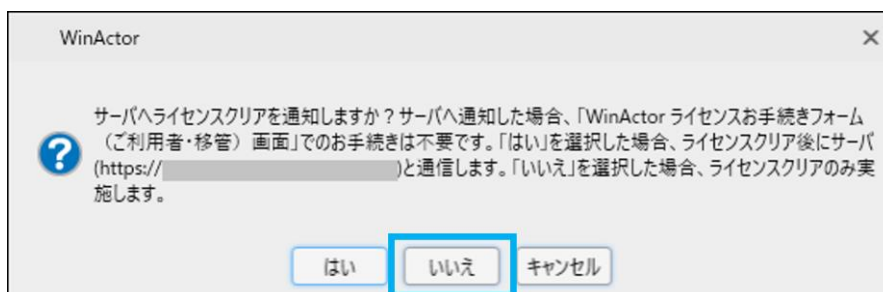 WinActor
サーバへライセンスクリアを通知しますか？サーバへ通知した場合、「WinActor ライセンスお手続きフォーム
（ご利用者・移管）画面」でのお手続きは不要です。「はい」を選択した場合、ライセンスクリア後にサーバ
(https:// )と通信します。「いいえ」を選択した場合、ライセンスクリアのみ実
施します。
はい いいえ キャンセル